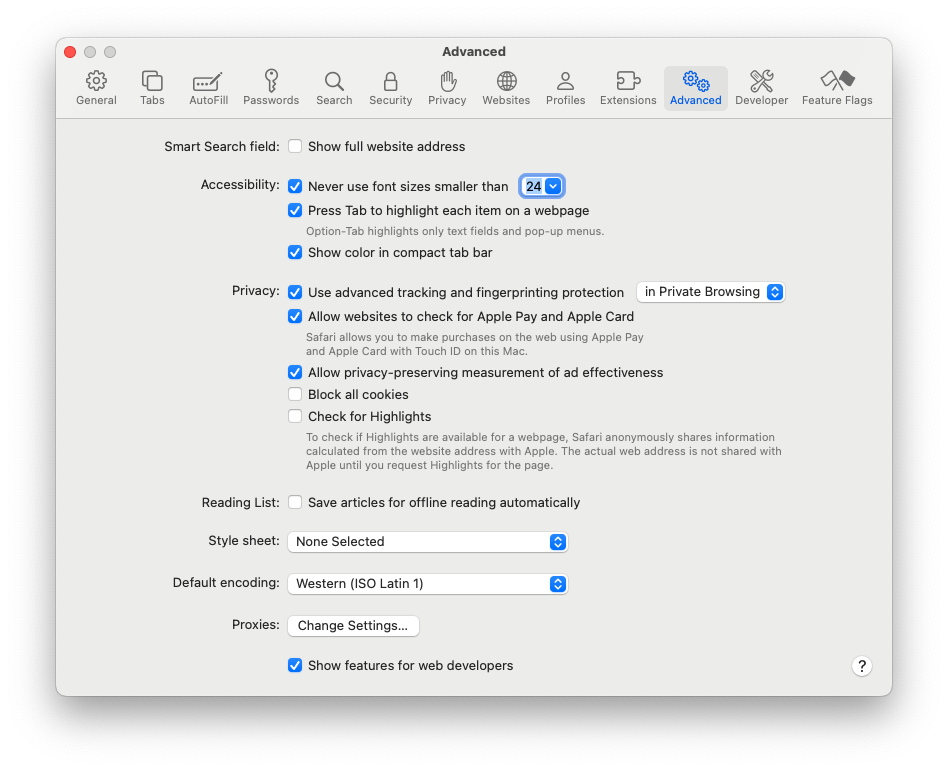 Advanced
General Tabs AutoFill Passwords Search Security Privacy Websites Profiles Extensions Advanced Developer Feature Flags
Smart Search field: Show full website address
Accessibility: Never use font sizes smaller than 24
Press Tab to highlight each item on a webpage
Option-Tab highlights only text fields and pop-up menus.
Show color in compact tab bar
Privacy: Use advanced tracking and fingerprinting protection in Private Browsing
Allow websites to check for Apple Pay and Apple Card
Safari allows you to make purchases on the web using Apple Pay
and Apple Card with Touch ID on this Mac.
Allow privacy-preserving measurement of ad effectiveness
Block all cookies
Check for Highlights
To check if Highlights are available for a webpage, Safari anonymously shares information
calculated from the website address with Apple. The actual web address is not shared with
Apple until you request Highlights for the page.
Reading List: Save articles for offline reading automatically
Style sheet: None Selected
Default encoding: Western (ISO Latin 1)
Proxies: Change Settings...
Show features for web developers
?